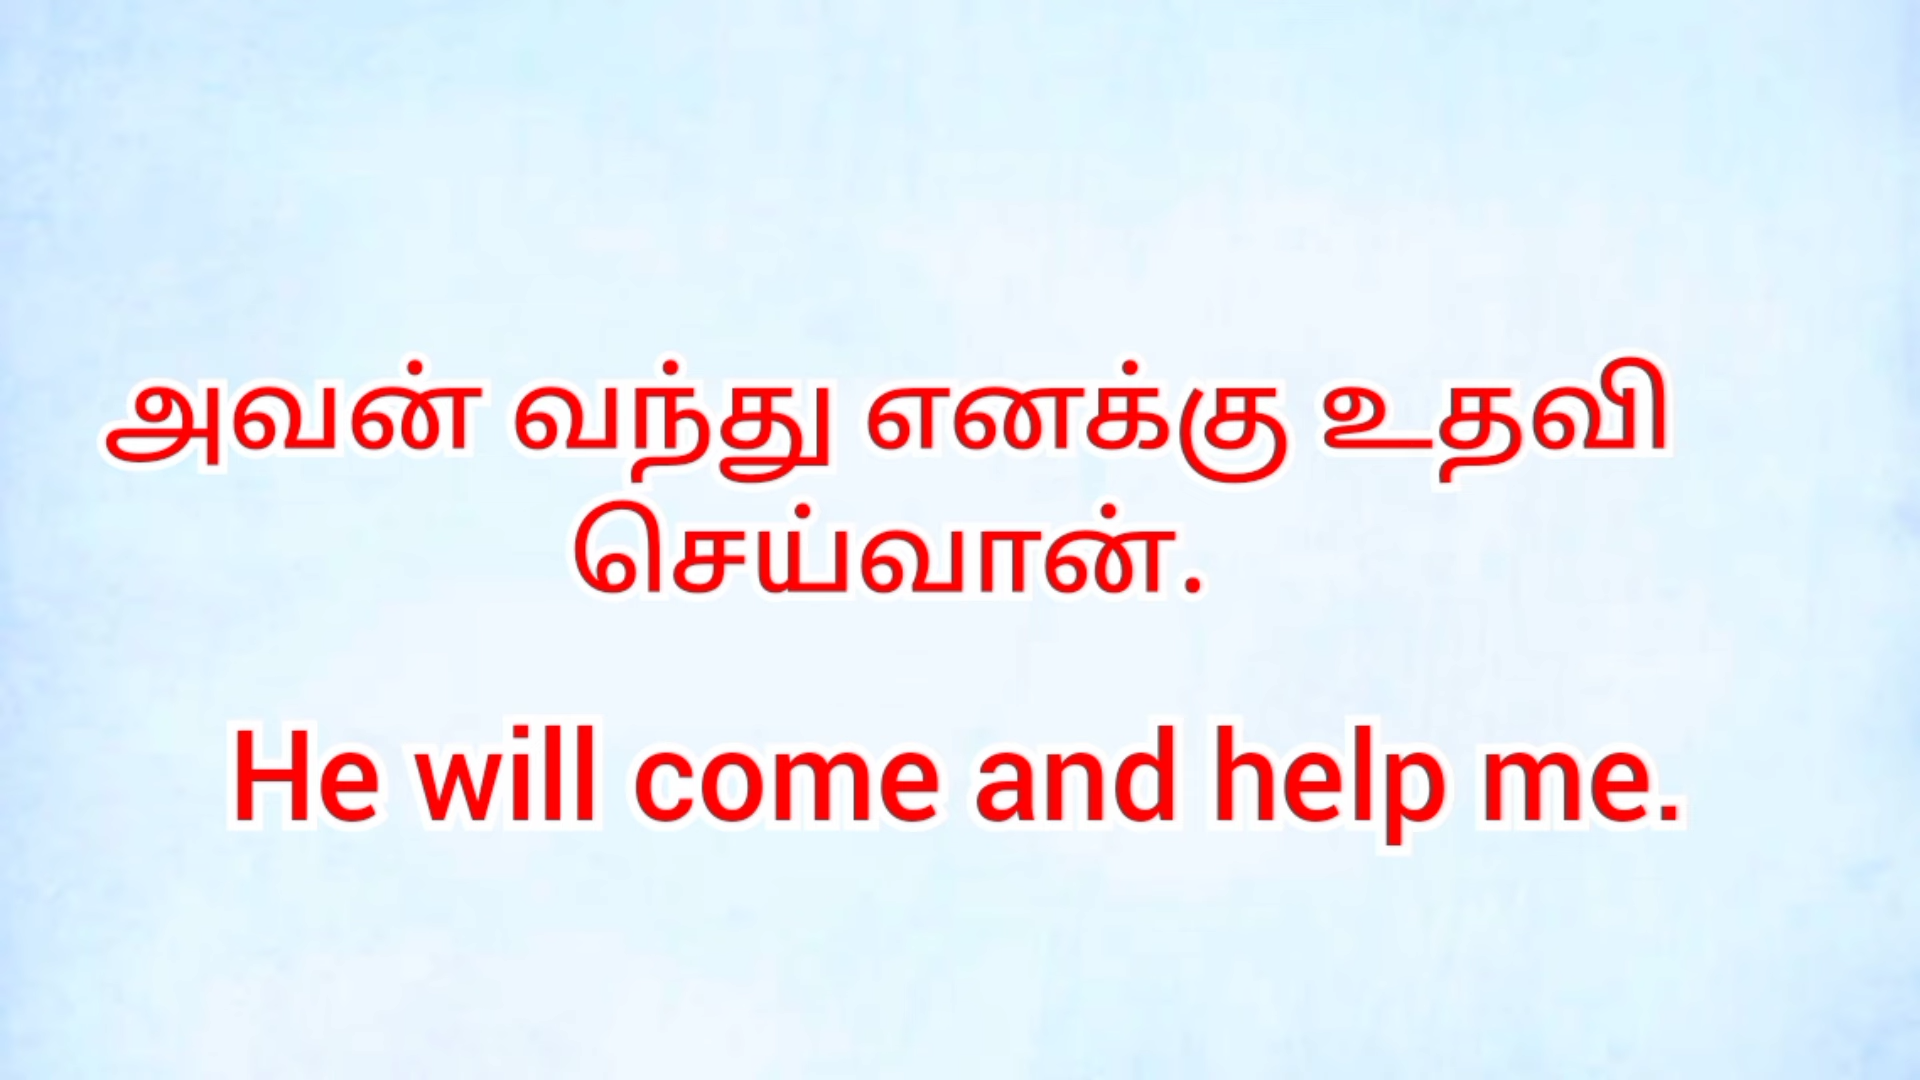 அவன் வந்து எனக்கு உதவி
செய்வான்.
He will come and help me.